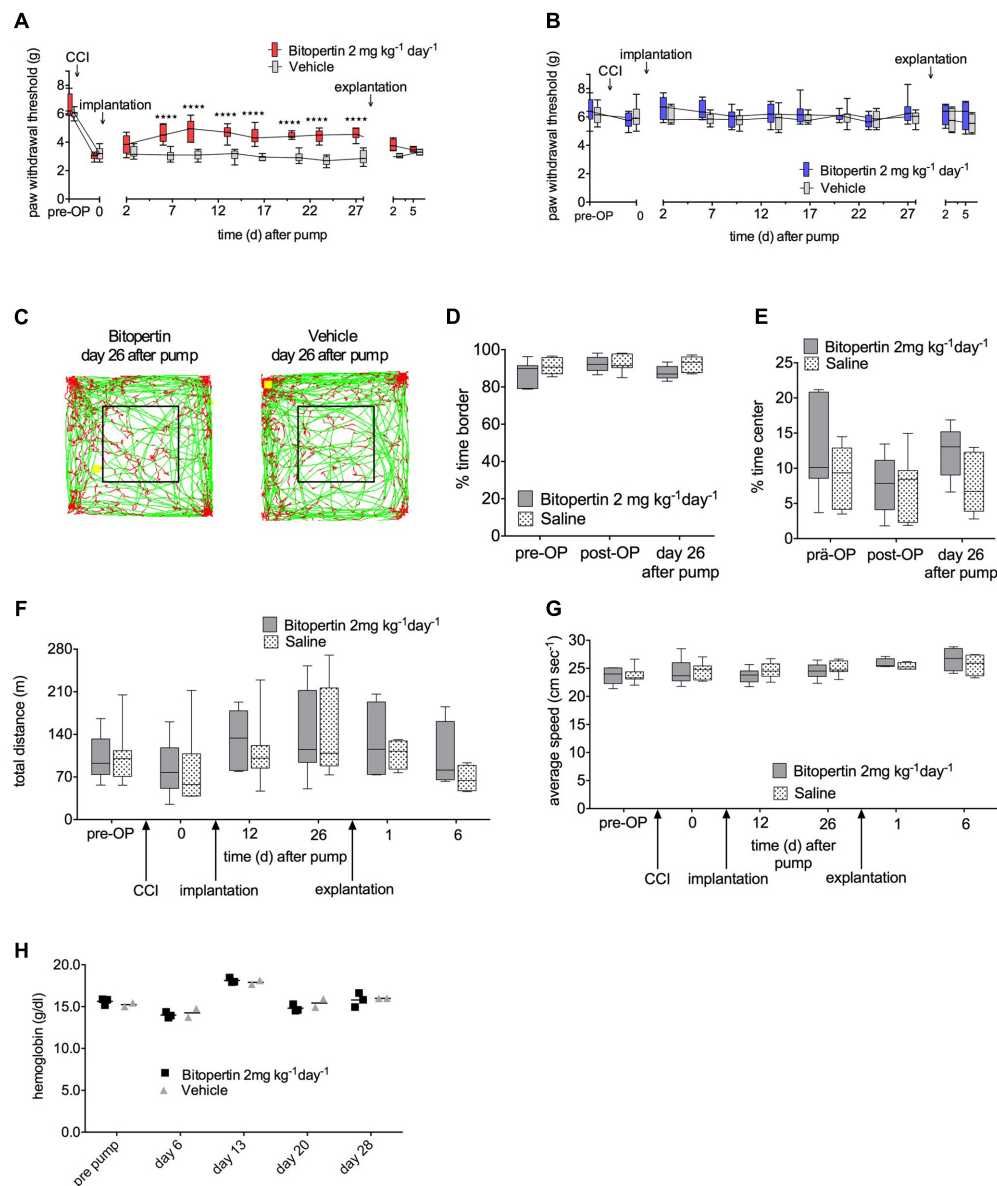 A
Bitopertin 2 mg kg-1 day-1
Vehicle
CCI
implantation
explantation
**** **** **** **** **** **** ****
paw withdrawal threshold (g)
8
6
4
2
0
pre-OP 0 2 7 12 17 22 27 2 5
time (d) after pump
B
implantation
CCI
explantation
paw withdrawal threshold (g)
8
6
4
2
0
Bitopertin 2 mg kg-1 day-1
Vehicle
pre-OP 0 2 7 12 17 22 27 2 5
time (d) after pump
C
Bitopertin
day 26 after pump
Vehicle
day 26 after pump
D
% time border
100
80
60
40
20
0
Bitopertin 2 mg kg-1day-1
Saline
pre-OP post-OP day 26
after pump
E
Bitopertin 2mg kg-1day-1
Saline
% time center
25
20
15
10
5
0
prä-OP post-OP day 26
after pump
F
Bitopertin 2mg kg-1day-1
Saline
total distance (m)
280
210
140
70
0
pre-OP 0 12 26 1 6
time (d) after pump
CCI implantation explantation
G
average speed (cm sec-1)
30
25
20
15
10
5
0
Bitopertin 2mg kg-1day-1
Saline
pre-OP 0 12 26 1 6
time (d) after
pump
CCI implantation explantation
H
hemoglobin (g/dl)
20.0
15.0
10.0
5.0
0.0
Bitopertin 2mg kg-1day-1
Vehicle
pre pump day 6 day 13 day 20 day 28